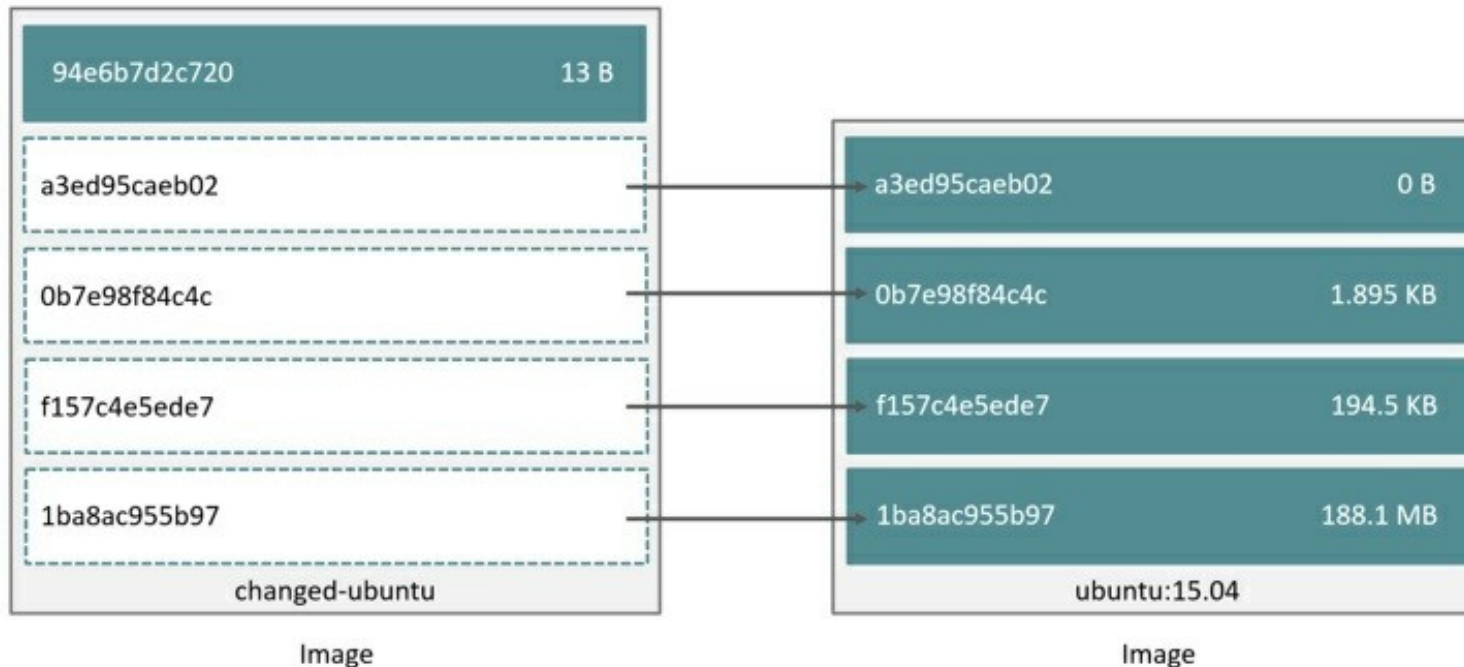 94e6b7d2c720 13 B
a3ed95caeb02
0b7e98f84c4c
f157c4e5ede7
1ba8ac955b97
changed-ubuntu
Image
a3ed95caeb02 0 B
0b7e98f84c4c 1.895 KB
f157c4e5ede7 194.5 KB
1ba8ac955b97 188.1 MB
ubuntu:15.04
Image